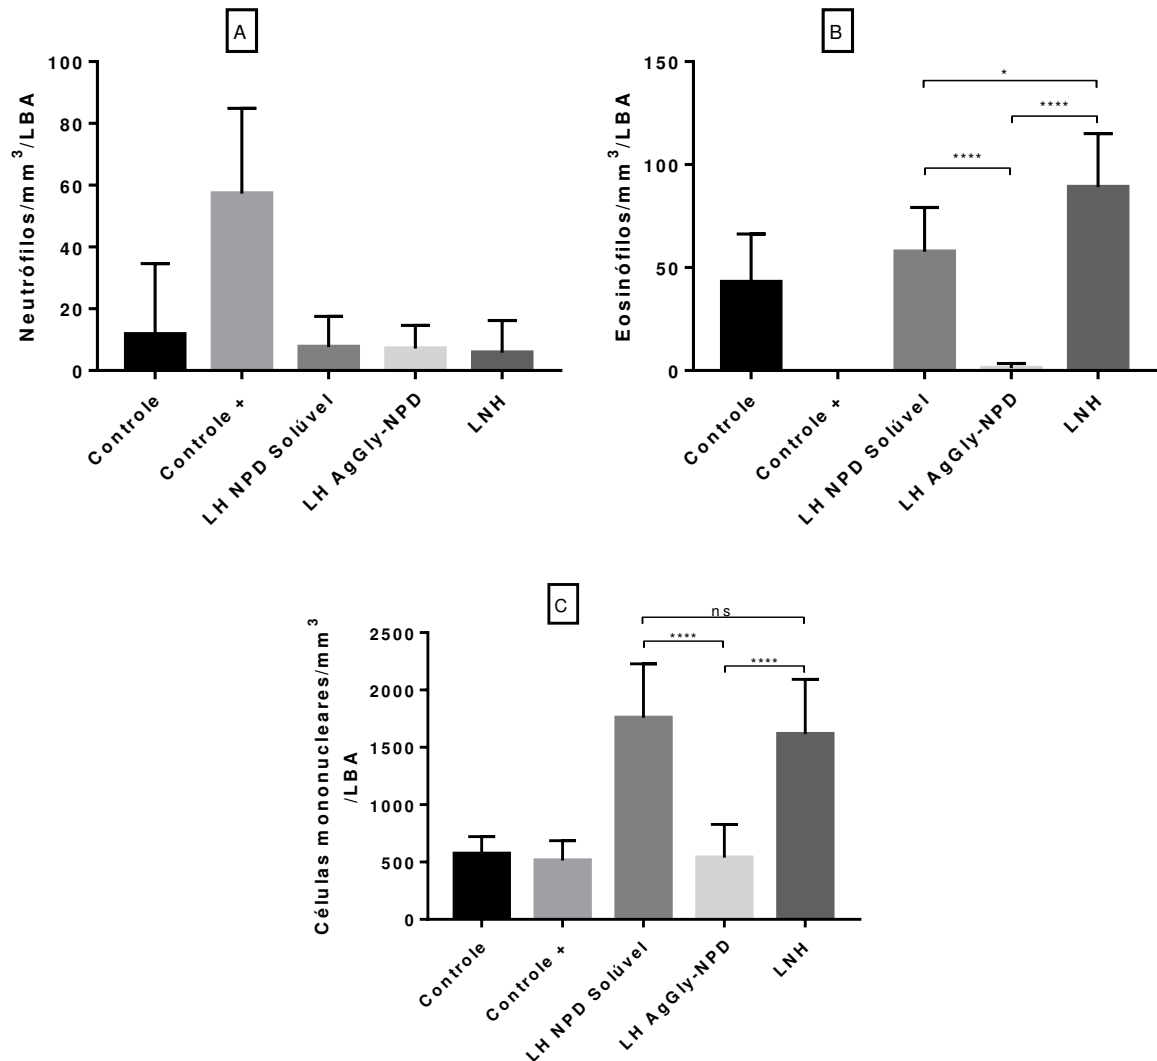 A
Neutrófilos/mm³/LBA
100
80
60
40
20
0
Controle
Controle +
LH NPD Solúvel
LH AgGly-NPD
LNH
B
Eosinófilos/mm³/LBA
150
100
50
0
*
****
****
Controle
Controle +
LH NPD Solúvel
LH AgGly-NPD
LNH
C
Células mononucleares/mm³
/LBA
2500
2000
1500
1000
500
0
ns
****
****
Controle
Controle +
LH NPD Solúvel
LH AgGly-NPD
LNH